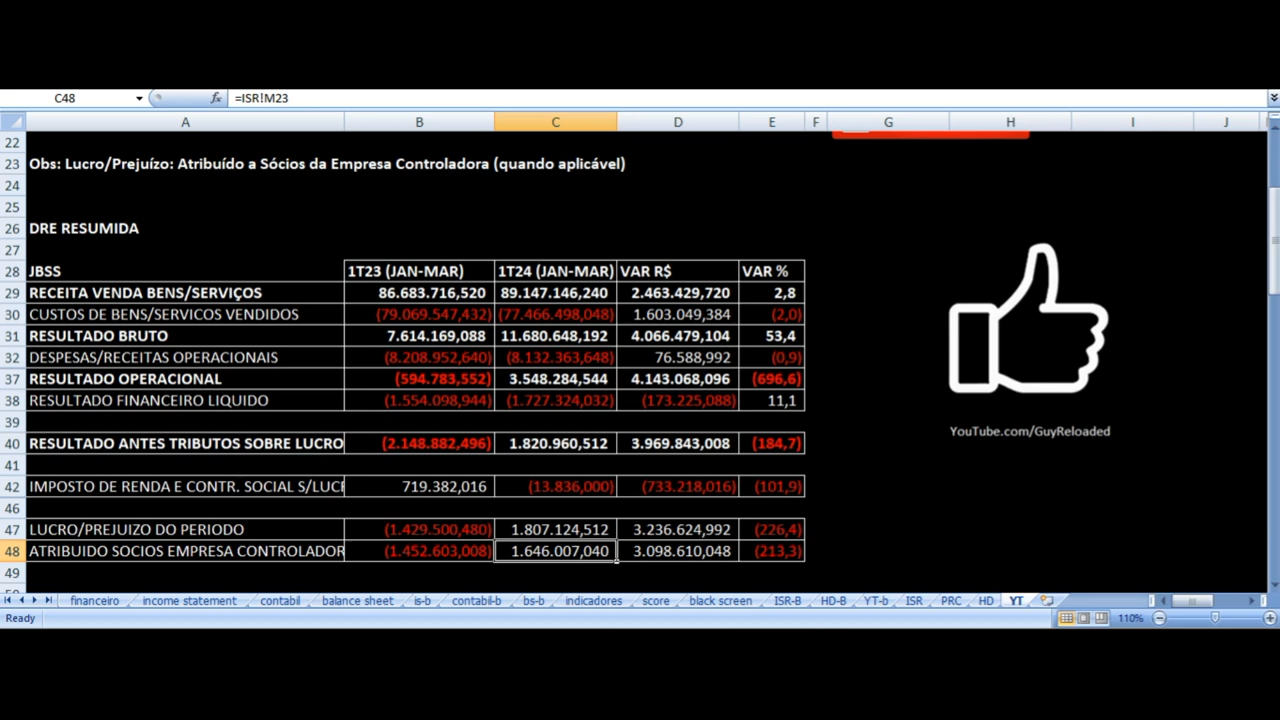 C48 fx =ISR!M23
A B C D E F G H I J
22
23 Obs: Lucro/Prejuízo: Atribuído a Sócios da Empresa Controladora (quando aplicável)
24
25
26 DRE RESUMIDA
27
28 JBSS 1T23 (JAN-MAR) 1T24 (JAN-MAR) VAR R$ VAR %
29 RECEITA VENDA BENS/SERVIÇOS 86.683.716,520 89.147.146,240 2.463.429,720 2,8
30 CUSTOS DE BENS/SERVICOS VENDIDOS (79.069.547,432) (77.466.498,048) 1.603.049,384 (2,0)
31 RESULTADO BRUTO 7.614.169,088 11.680.648,192 4.066.479,104 53,4
32 DESPESAS/RECEITAS OPERACIONAIS (8.208.952,640) (8.132.363,648) 76.588,992 (0,9)
37 RESULTADO OPERACIONAL (594.783,552) 3.548.284,544 4.143.068,096 (696,6)
38 RESULTADO FINANCEIRO LIQUIDO (1.554.098,944) (1.727.324,032) (173.225,088) 11,1
39
40 RESULTADO ANTES TRIBUTOS SOBRE LUCRO (2.148.882,496) 1.820.960,512 3.969.843,008 (184,7)
YouTube.com/GuyReloaded
41
42 IMPOSTO DE RENDA E CONTR. SOCIAL S/LUCR 719.382,016 (13.836,000) (733.218,016) (101,9)
46
47 LUCRO/PREJUIZO DO PERIODO (1.429.500,480) 1.807.124,512 3.236.624,992 (226,4)
48 ATRIBUIDO SOCIOS EMPRESA CONTROLADOR (1.452.603,008) 1.646.007,040 3.098.610,048 (213,3)
49
financeiro income statement contabil balance sheet is-b contabil-b bs-b indicadores score black screen ISR-B HD-B YT-b ISR PRC HD YT
Ready 110%